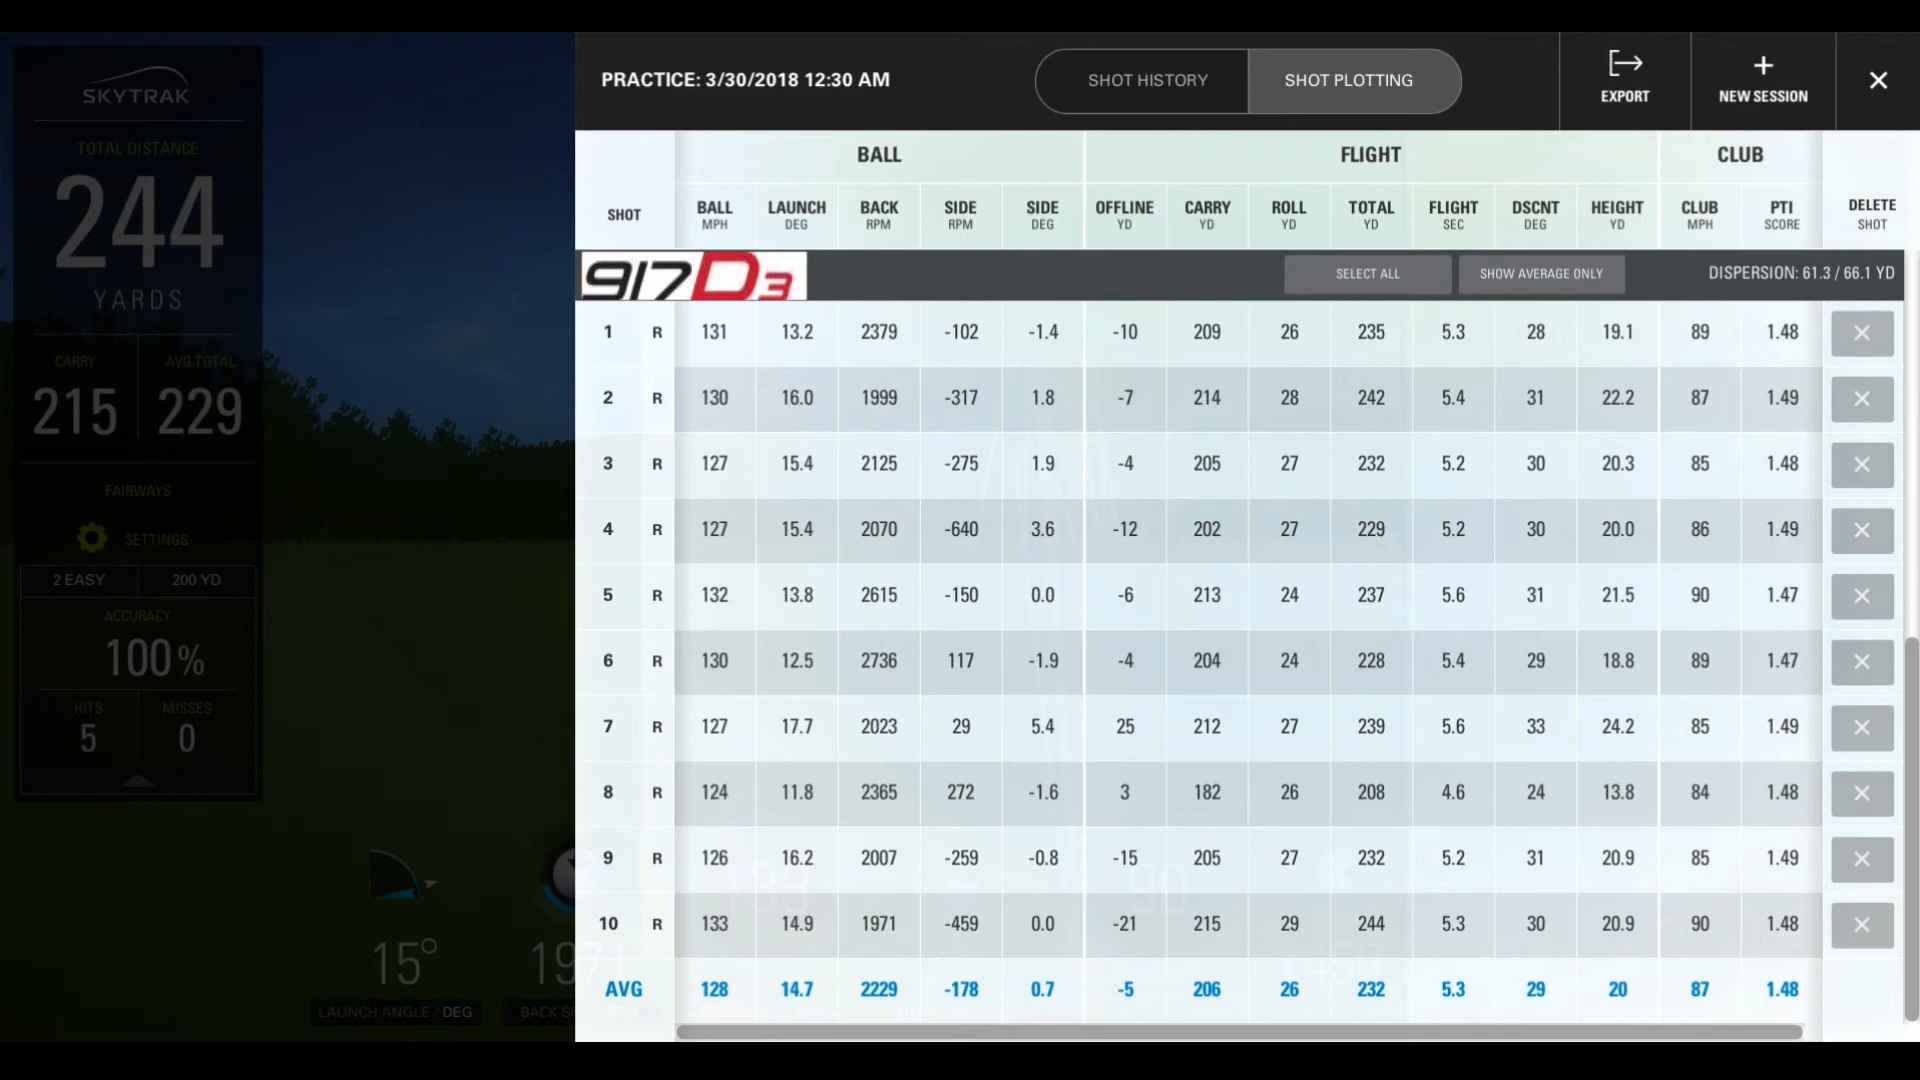 SKYTRAK
TOTAL DISTANCE
244
YARDS
CARRY AVG TOTAL
215 229
FAIRWAYS
SETTINGS
2 EASY 200 YD
ACCURACY
100%
HITS MISSES
5 0
15° 1971
LAUNCH ANGLE / DEG BACK
PRACTICE: 3/30/2018 12:30 AM SHOT HISTORY SHOT PLOTTING EXPORT NEW SESSION
BALL FLIGHT CLUB
SHOT BALL MPH LAUNCH DEG BACK RPM SIDE RPM SIDE DEG OFFLINE YD CARRY YD ROLL YD TOTAL YD FLIGHT SEC DSCNT DEG HEIGHT YD CLUB MPH PTI SCORE DELETE SHOT
917D3 SELECT ALL SHOW AVERAGE ONLY DISPERSION: 61.3 / 66.1 YD
1 R 131 13.2 2379 -102 -1.4 -10 209 26 235 5.3 28 19.1 89 1.48
2 R 130 16.0 1999 -317 1.8 -7 214 28 242 5.4 31 22.2 87 1.49
3 R 127 15.4 2125 -275 1.9 -4 205 27 232 5.2 30 20.3 85 1.48
4 R 127 15.4 2070 -640 3.6 -12 202 27 229 5.2 30 20.0 86 1.49
5 R 132 13.8 2615 -150 0.0 -6 213 24 237 5.6 31 21.5 90 1.47
6 R 130 12.5 2736 117 -1.9 -4 204 24 228 5.4 29 18.8 89 1.47
7 R 127 17.7 2023 29 5.4 25 212 27 239 5.6 33 24.2 85 1.49
8 R 124 11.8 2365 272 -1.6 3 182 26 208 4.6 24 13.8 84 1.48
9 R 126 16.2 2007 -259 -0.8 -15 205 27 232 5.2 31 20.9 85 1.49
10 R 133 14.9 1971 -459 0.0 -21 215 29 244 5.3 30 20.9 90 1.48
AVG 128 14.7 2229 -178 0.7 -5 206 26 232 5.3 29 20 87 1.48